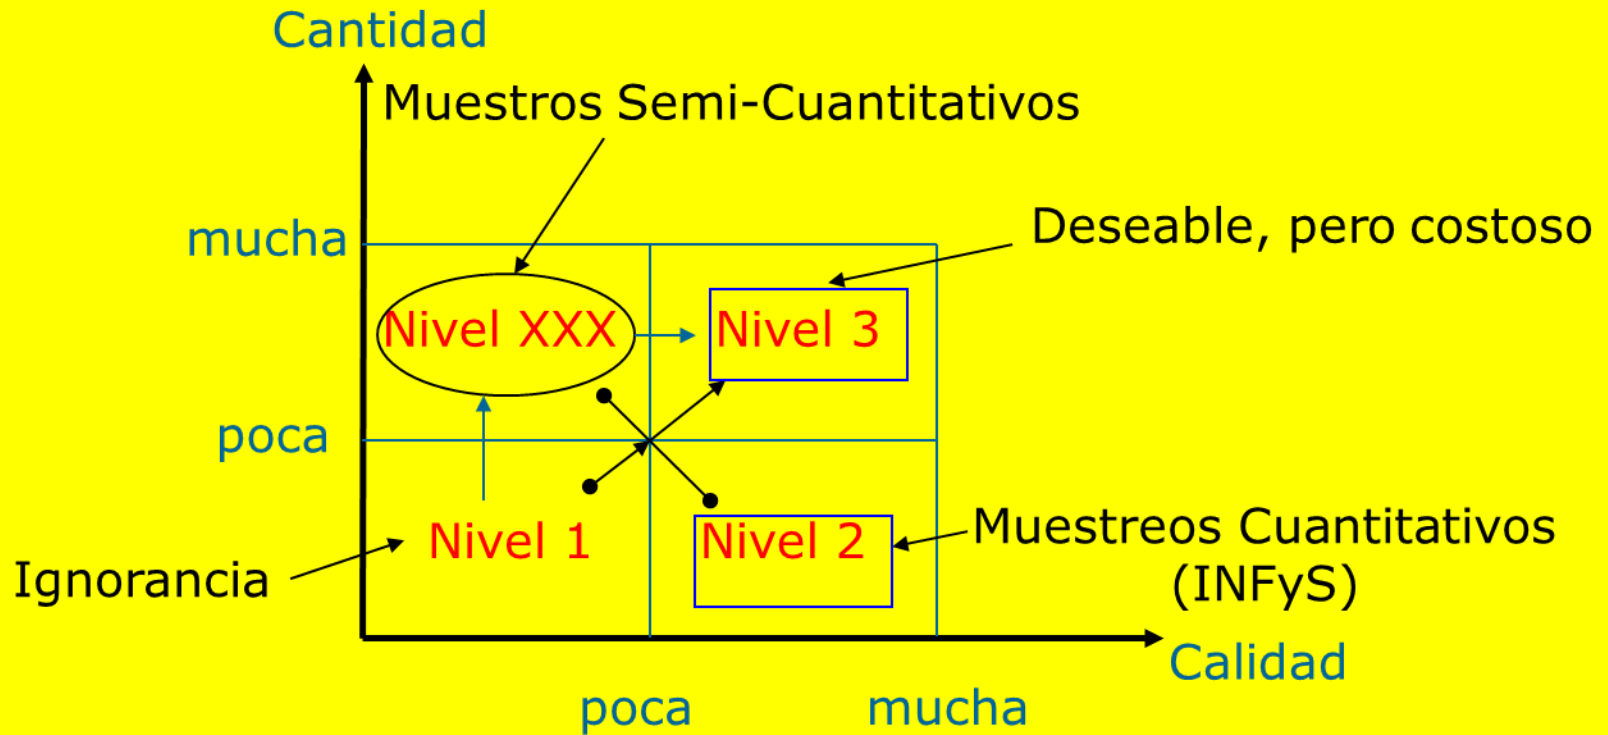 Cantidad
Muestros Semi-Cuantitativos
Deseable, pero costoso
mucha
Nivel XXX
Nivel 3
poca
Nivel 1
Nivel 2
Muestreos Cuantitativos
(INFyS)
Ignorancia
Calidad
poca
mucha